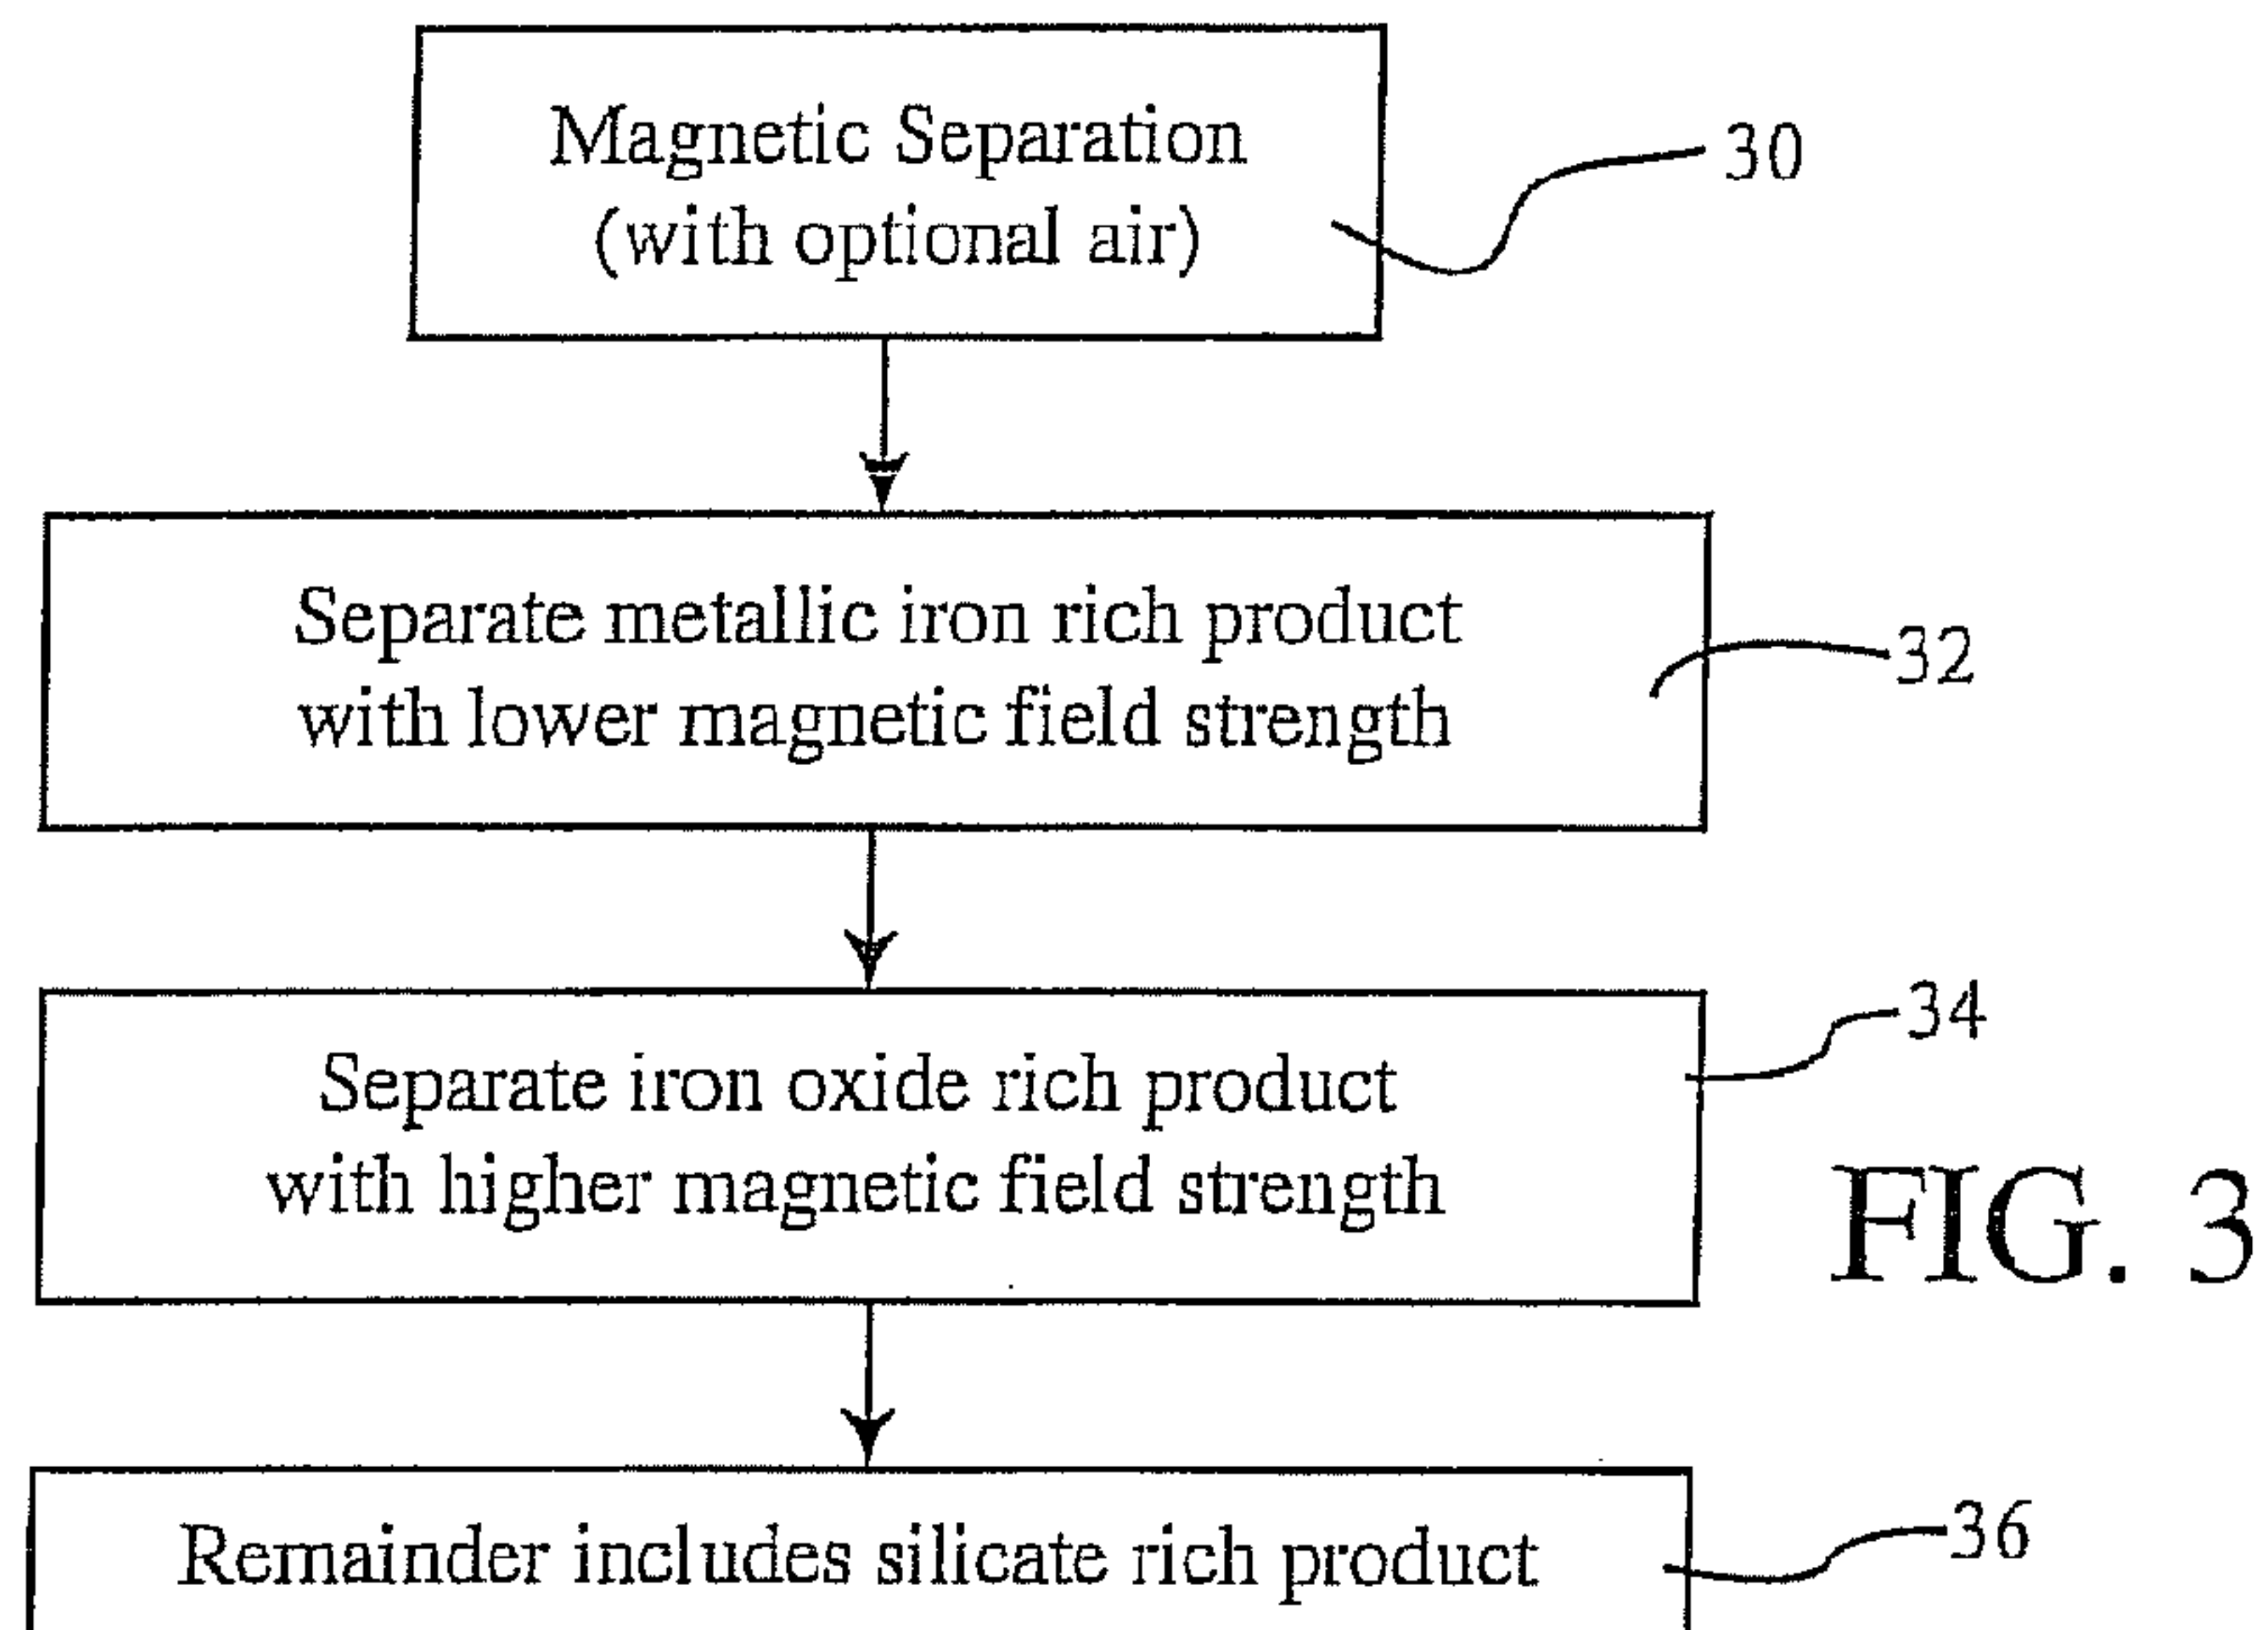 Magnetic Separation
(with optional air)
30
Separate metallic iron rich product
with lower magnetic field strength
32
Separate iron oxide rich product
with higher magnetic field strength
34
FIG. 3
Remainder includes silicate rich product
36